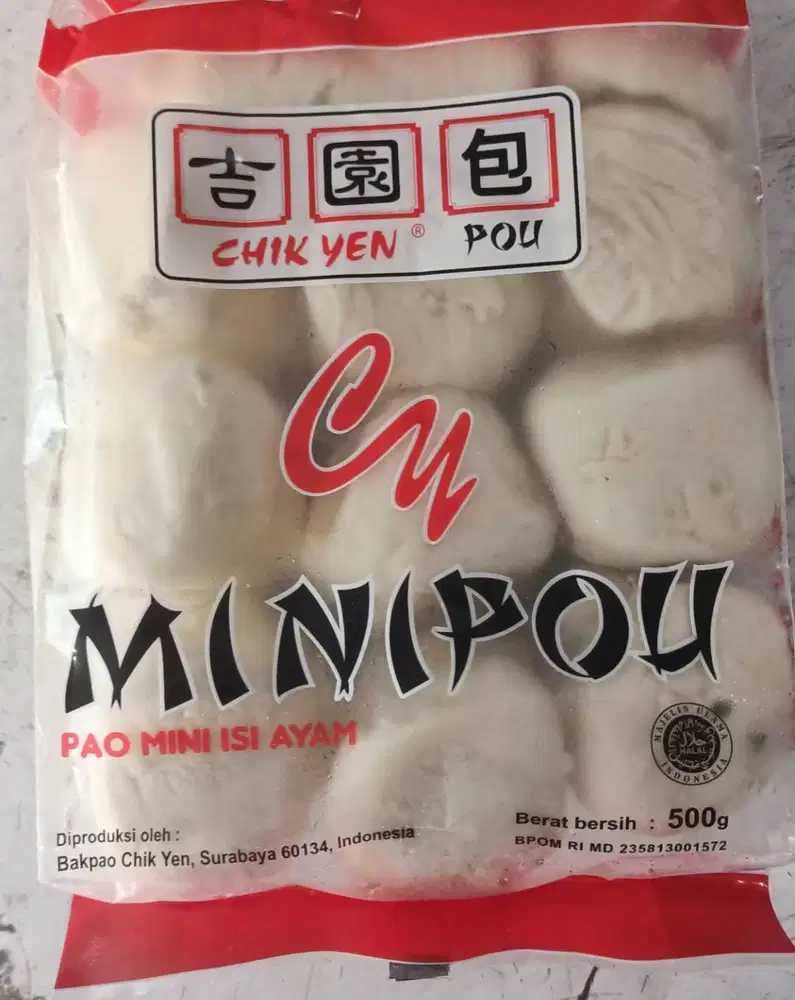 吉園包
CHIK YEN ® POU
Cy
MINIPOU
PAO MINI ISI AYAM
MAJELIS ULAMA
حلال
HALAL
INDONESIA
Diproduksi oleh :
Bakpao Chik Yen, Surabaya 60134, Indonesia
Berat bersih : 500g
BPOM RI MD 235813001572